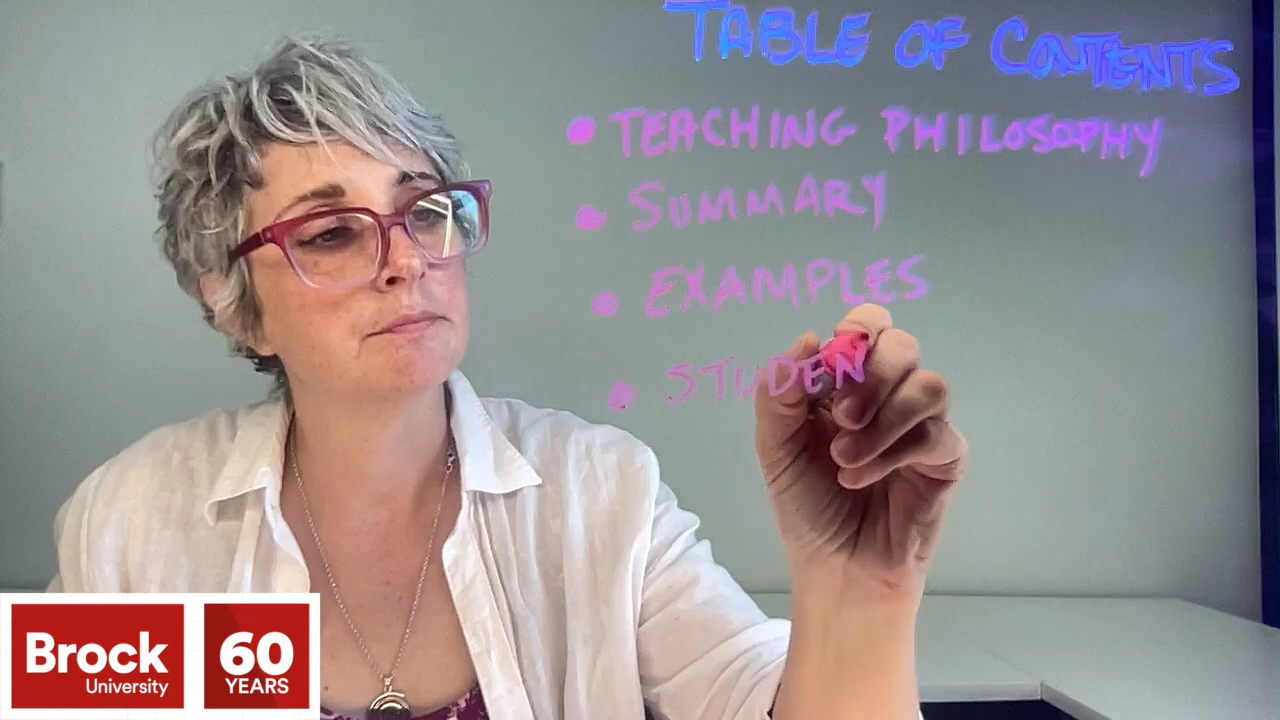 TABLE OF CONTENTS
• TEACHING PHILOSOPHY
• SUMMARY
• EXAMPLES
• STUDEN
Brock
University
60
YEARS